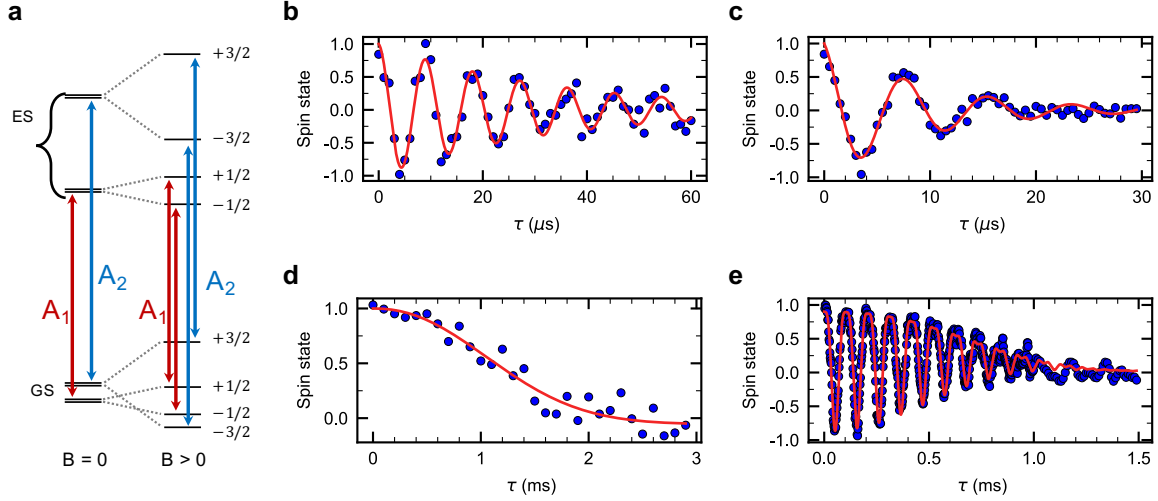 a
ES
GS
A1
A2
A1
A2
+3/2
−3/2
+1/2
−1/2
+3/2
+1/2
−1/2
−3/2
B = 0
B > 0
b
Spin state
1.0
0.5
0.0
-0.5
-1.0
0
20
40
60
τ (μs)
c
Spin state
1.0
0.5
0.0
-0.5
-1.0
0
10
20
30
τ (μs)
d
Spin state
1.0
0.5
0.0
0
1
2
3
τ (ms)
e
Spin state
1.0
0.5
0.0
-0.5
-1.0
0.0
0.5
1.0
1.5
τ (ms)